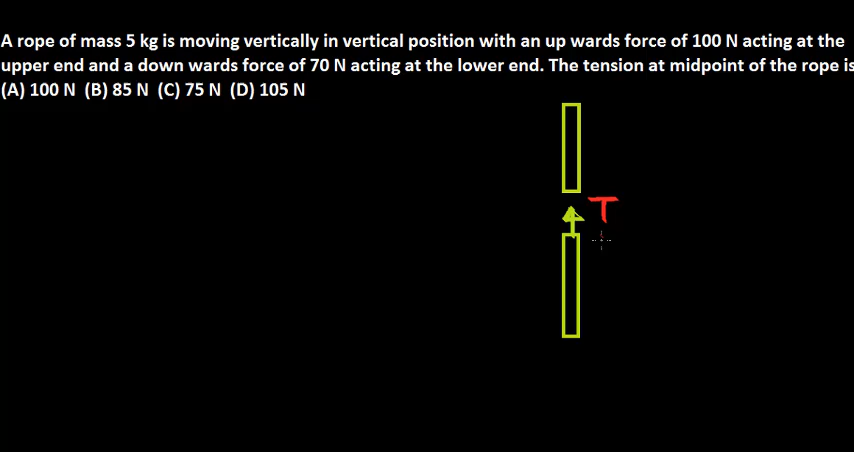 A rope of mass 5 kg is moving vertically in vertical position with an up wards force of 100 N acting at the
upper end and a down wards force of 70 N acting at the lower end. The tension at midpoint of the rope is
(A) 100 N (B) 85 N (C) 75 N (D) 105 N
T